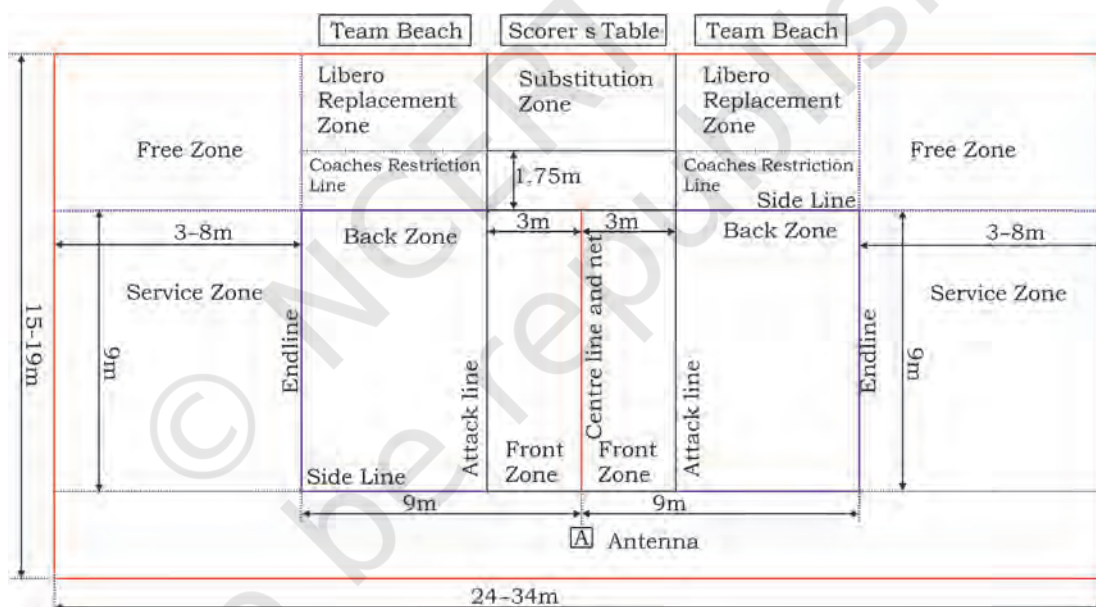 Team Beach
Scorer s Table
Team Beach
Libero
Replacement
Zone
Substitution
Zone
Libero
Replacement
Zone
Free Zone
Free Zone
Coaches Restriction
Line
1.75m
Coaches Restriction
Line
Side Line
3-8m
Back Zone
3m
3m
Back Zone
3-8m
Service Zone
Service Zone
15-19m
9m
Endline
Attack line
Centre line and net
Attack line
Endline
9m
Front
Zone
Front
Zone
Side Line
9m
9m
A Antenna
24-34m
© NCERT
be republis